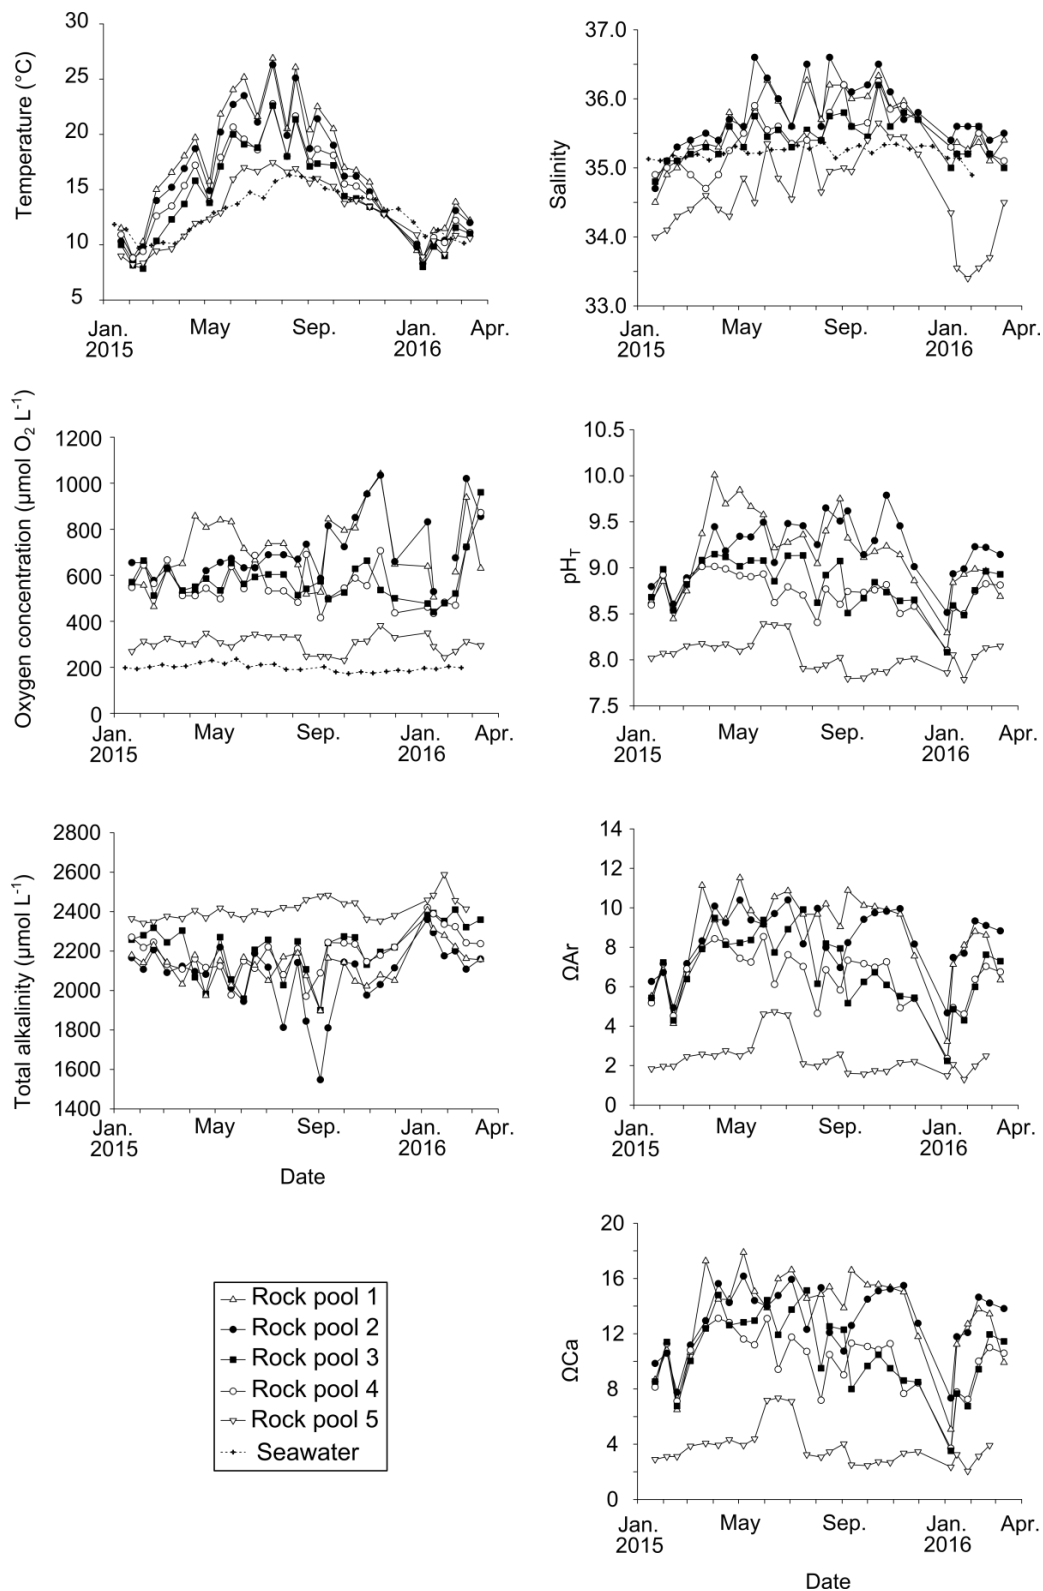 30
25
20
15
10
5
Temperature (°C)
Jan.
2015
May
Sep.
Jan.
2016
Apr.
37.0
36.0
35.0
34.0
33.0
Salinity
Jan.
2015
May
Sep.
Jan.
2016
Apr.
1200
1000
800
600
400
200
0
Oxygen concentration (µmol O₂ L⁻¹)
Jan.
2015
May
Sep.
Jan.
2016
Apr.
10.5
10.0
9.5
9.0
8.5
8.0
7.5
pH_T
Jan.
2015
May
Sep.
Jan.
2016
Apr.
2800
2600
2400
2200
2000
1800
1600
1400
Total alkalinity (µmol L⁻¹)
Jan.
2015
May
Sep.
Jan.
2016
Apr.
Date
14
12
10
8
6
4
2
0
ΩAr
Jan.
2015
May
Sep.
Jan.
2016
Apr.
20
16
12
8
4
0
ΩCa
Jan.
2015
May
Sep.
Jan.
2016
Apr.
Date
Rock pool 1
Rock pool 2
Rock pool 3
Rock pool 4
Rock pool 5
Seawater